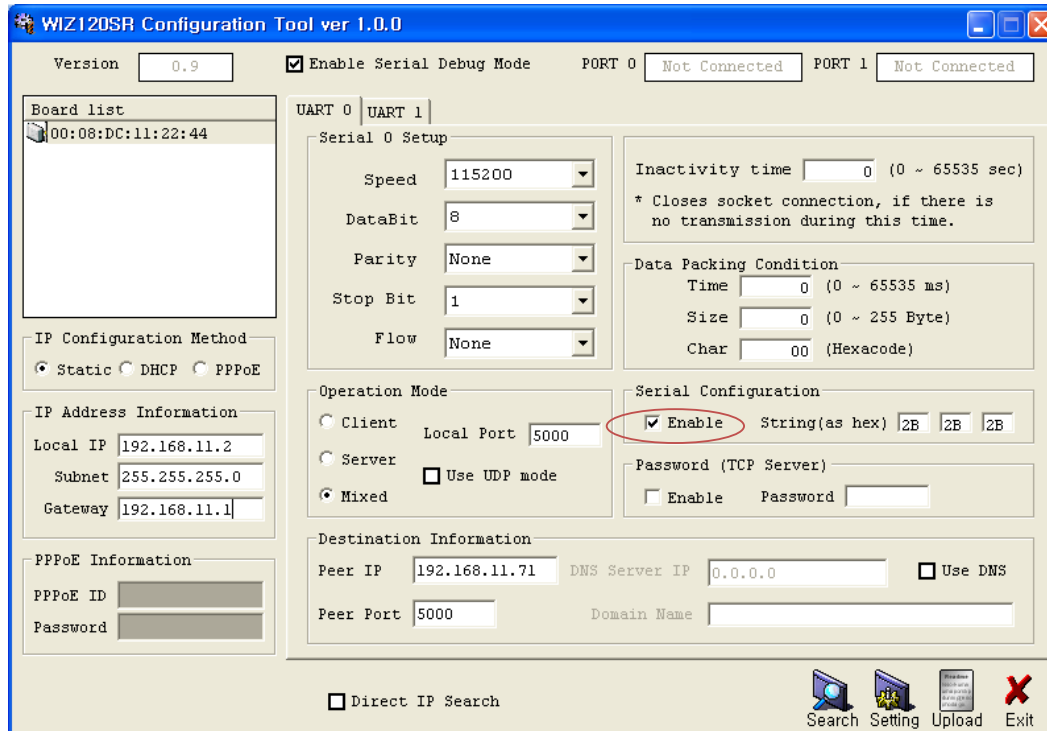 WIZ120SR Configuration Tool ver 1.0.0
Version 0.9
Enable Serial Debug Mode
PORT 0 Not Connected
PORT 1 Not Connected
Board list
00:08:DC:11:22:44
IP Configuration Method
Static DHCP PPPoE
IP Address Information
Local IP 192.168.11.2
Subnet 255.255.255.0
Gateway 192.168.11.1
PPPoE Information
PPPoE ID
Password
UART 0 UART 1
Serial 0 Setup
Speed 115200
DataBit 8
Parity None
Stop Bit 1
Flow None
Inactivity time 0 (0 ~ 65535 sec)
* Closes socket connection, if there is
no transmission during this time.
Data Packing Condition
Time 0 (0 ~ 65535 ms)
Size 0 (0 ~ 255 Byte)
Char 00 (Hexacode)
Operation Mode
Client
Server
Mixed
Local Port 5000
Use UDP mode
Serial Configuration
Enable String(as hex) 2B 2B 2B
Password (TCP Server)
Enable Password
Destination Information
Peer IP 192.168.11.71 DNS Server IP 0.0.0.0 Use DNS
Peer Port 5000 Domain Name
Direct IP Search
Search Setting Upload Exit